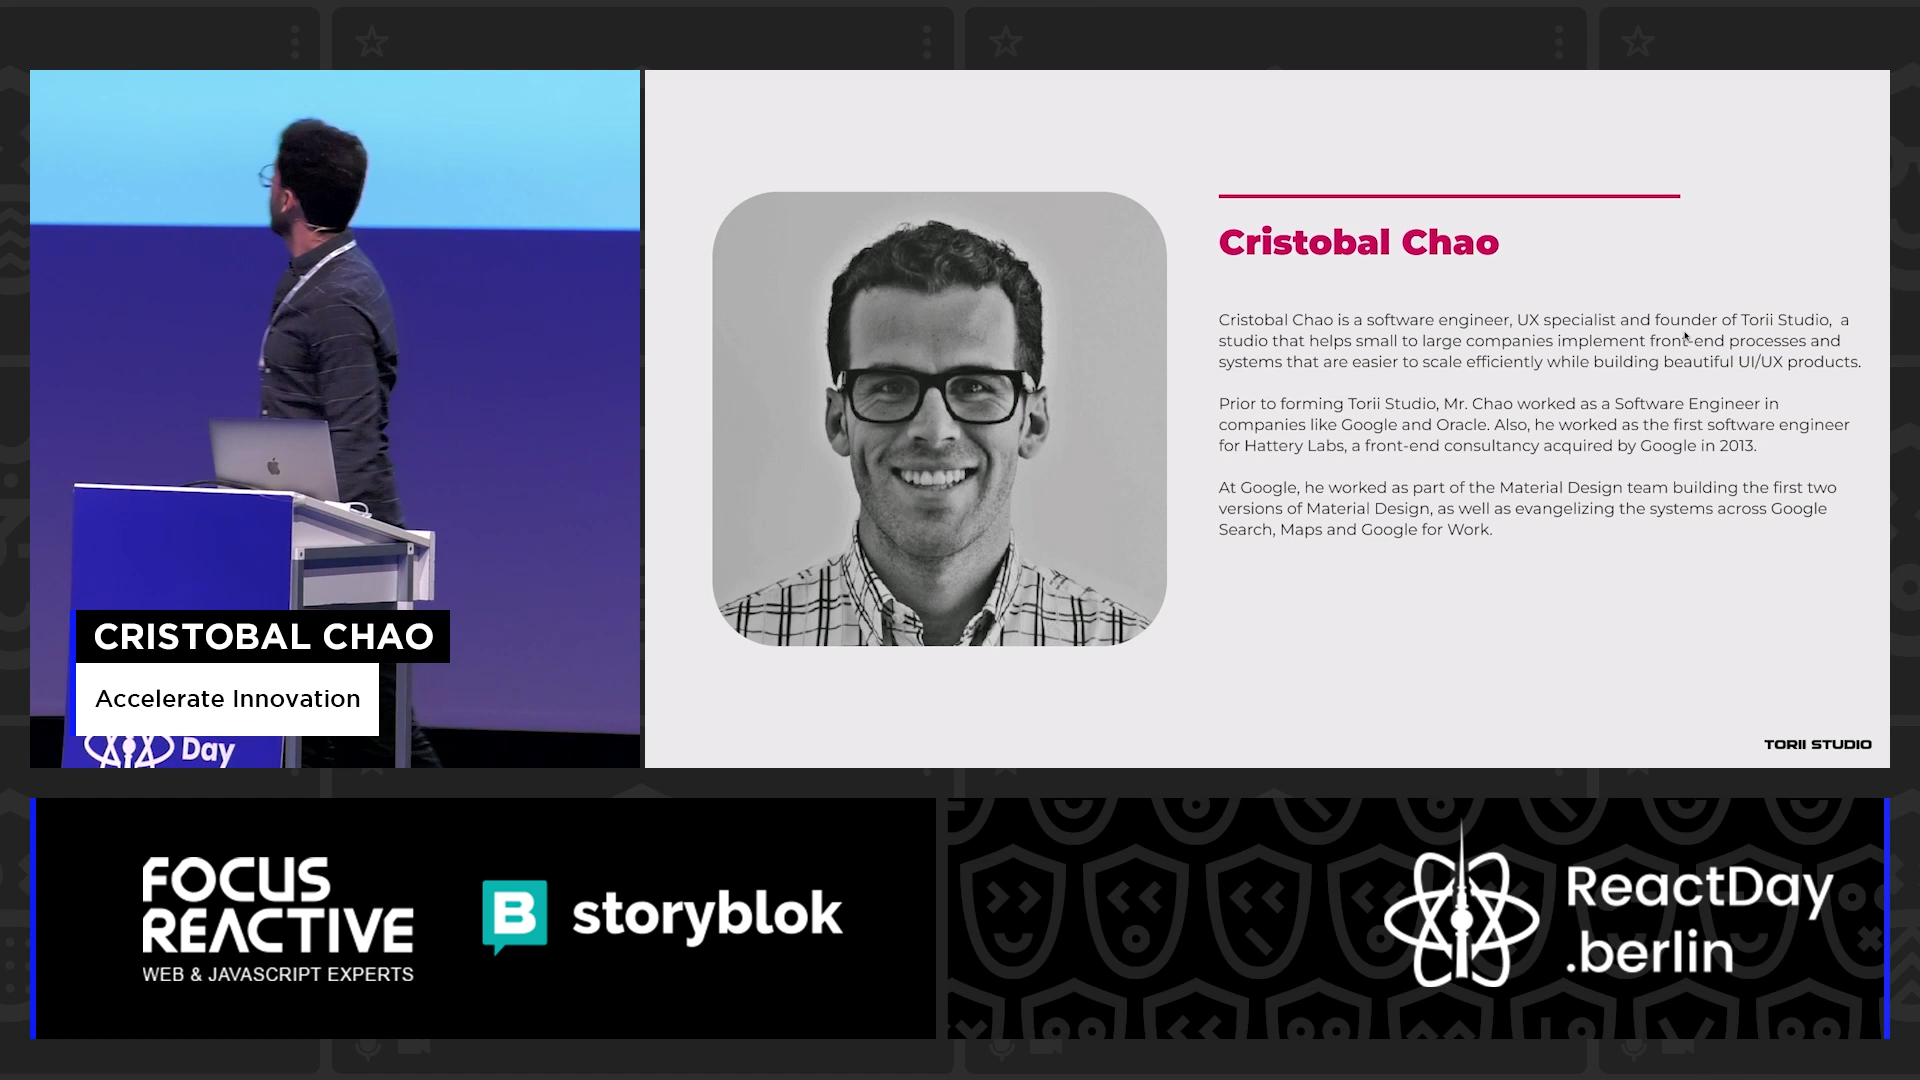 Cristobal Chao
Cristobal Chao is a software engineer, UX specialist and founder of Torii Studio,  a
studio that helps small to large companies implement front-end processes and
systems that are easier to scale efficiently while building beautiful UI/UX products.
Prior to forming Torii Studio, Mr. Chao worked as a Software Engineer in
companies like Google and Oracle. Also, he worked as the first software engineer
for Hattery Labs, a front-end consultancy acquired by Google in 2013.
At Google, he worked as part of the Material Design team building the first two
versions of Material Design, as well as evangelizing the systems across Google
Search, Maps and Google for Work.
TORII STUDIO
CRISTOBAL CHAO
Accelerate Innovation
Day
FOCUS
REACTIVE
WEB & JAVASCRIPT EXPERTS
B storyblok
ReactDay
.berlin